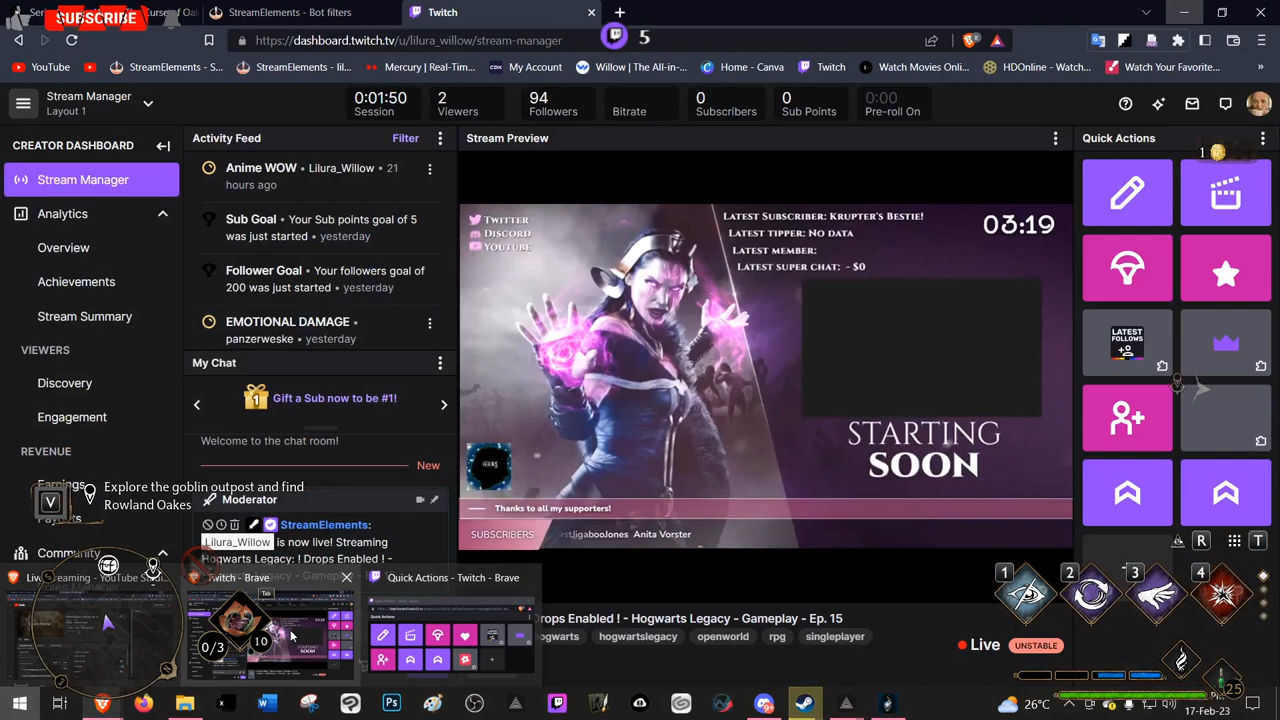 SUBSCRIBE
StreamElements - Bot filters
Twitch
https://dashboard.twitch.tv/u/lilura_willow/stream-manager
5
YouTube
StreamElements - S...
StreamElements - lil...
Mercury | Real-Tim...
My Account
Willow | The All-in-...
Home - Canva
Twitch
Watch Movies Onl...
HDOnline - Watch...
Watch Your Favorite...
»
Stream Manager
Layout 1
0:01:50
Session
2
Viewers
94
Followers
Bitrate
0
Subscribers
0
Sub Points
0:00
Pre-roll On
CREATOR DASHBOARD
Stream Manager
Analytics
Overview
Achievements
Stream Summary
VIEWERS
Discovery
Engagement
REVENUE
Earnings
Community
Activity Feed
Filter
Anime WOW • Lilura_Willow • 21
hours ago
Sub Goal • Your Sub points goal of 5
was just started • yesterday
Follower Goal • Your followers goal of
200 was just started • yesterday
EMOTIONAL DAMAGE •
panzerweske • yesterday
My Chat
1
Gift a Sub now to be #1!
Welcome to the chat room!
New
Moderator
StreamElements:
Lilura_Willow is now live! Streaming
Hogwarts Legacy: ! Drops Enabled ! -
V
Explore the goblin outpost and find
Rowland Oakes
Stream Preview
Twitter
Discord
YouTube
Latest Subscriber: Krupter's Bestie!
Latest tipper: No data
Latest member:
Latest super chat: - $0
03:19
STARTING
SOON
Thanks to all my supporters!
SUBSCRIBERS
Anita Vorster
Quick Actions
1
LATEST
FOLLOWS
R
T
1
2
3
4
Twitch - Brave
Quick Actions - Twitch - Brave
Quick Actions
Tab
0/3
10
Drops Enabled ! - Hogwarts Legacy - Gameplay - Ep. 15
hogwartslegacy
openworld
rpg
singleplayer
Live
UNSTABLE
25
26°C
17-Feb-23